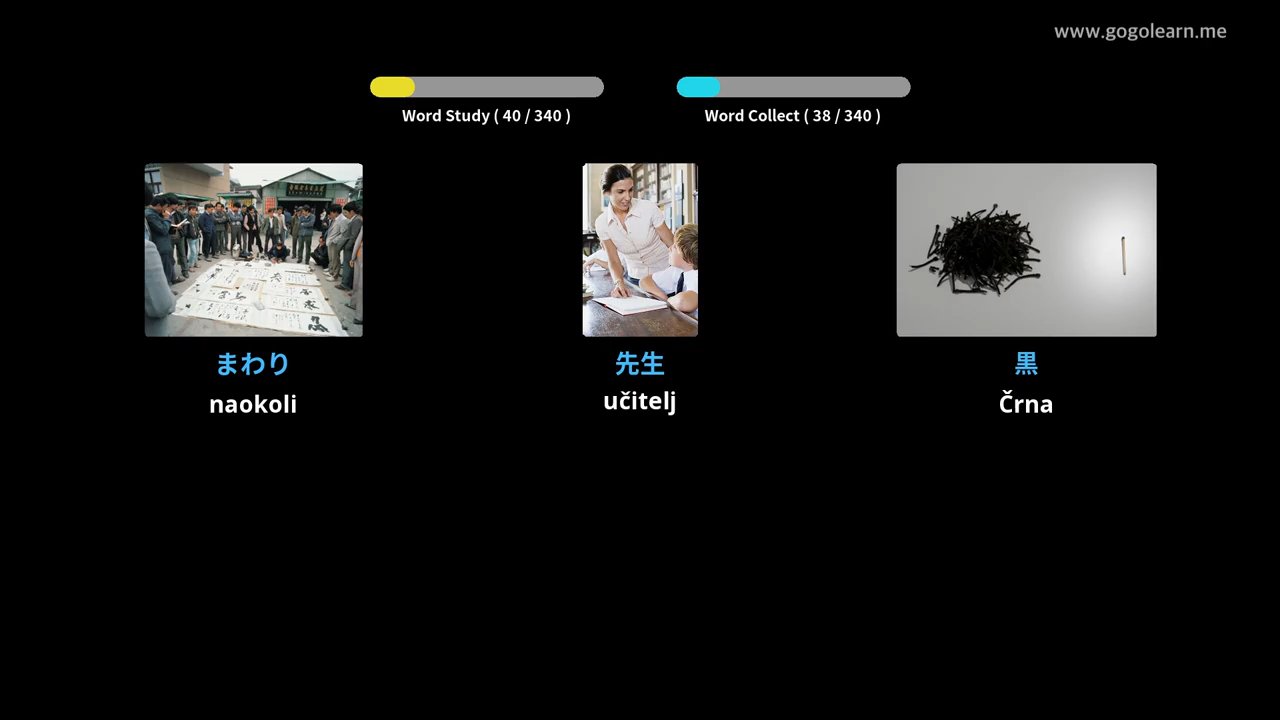 www.gogolearn.me
Word Study ( 40 / 340 )
Word Collect ( 38 / 340 )
まわり
先生
黒
naokoli
učitelj
Črna